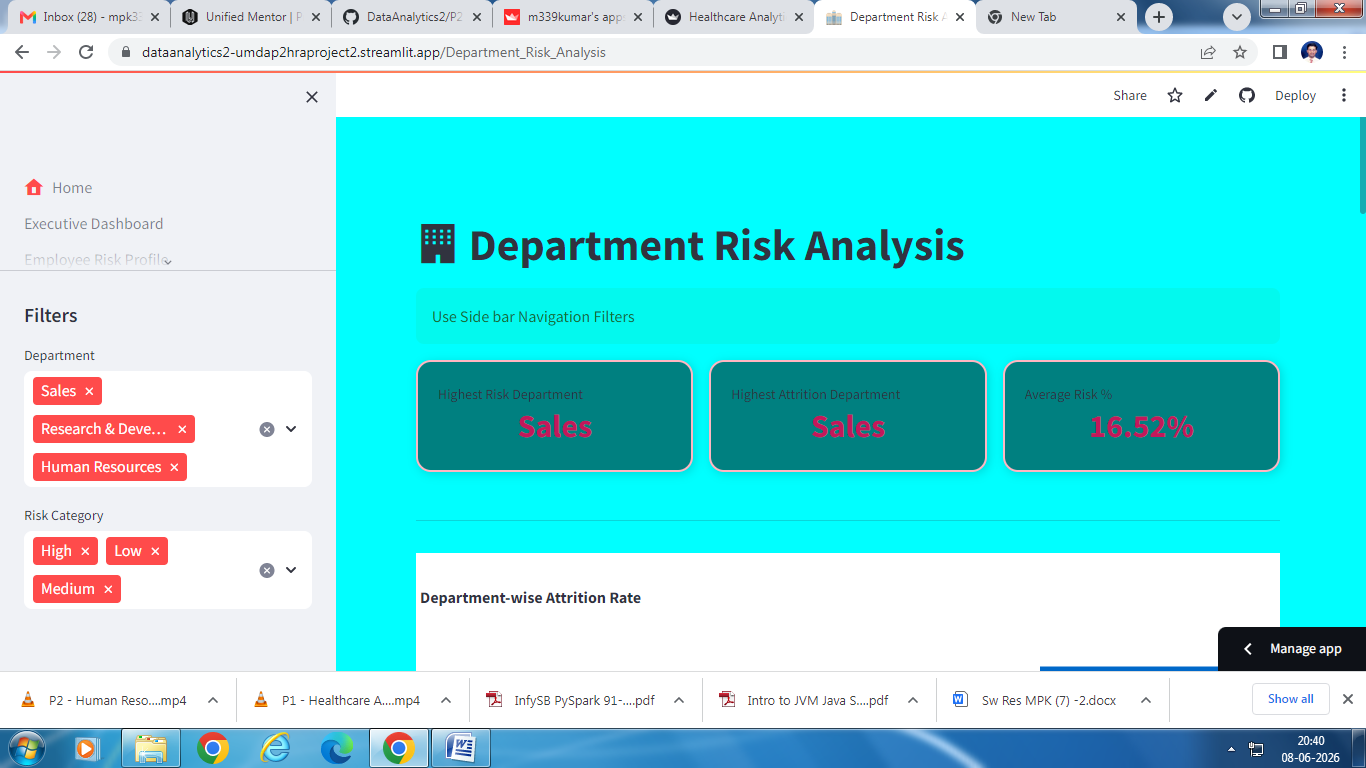 Inbox (28) - mpk33
Unified Mentor | P
DataAnalytics2/P2
m339kumar's apps
Healthcare Analyti
Department Risk A
New Tab
dataanalytics2-umdap2hraproject2.streamlit.app/Department_Risk_Analysis
Share
Deploy
Home
Executive Dashboard
Employee Risk Profile
Filters
Department
Sales
Research & Deve...
Human Resources
Risk Category
High Low
Medium
Department Risk Analysis
Use Side bar Navigation Filters
Highest Risk Department
Sales
Highest Attrition Department
Sales
Average Risk %
16.52%
Department-wise Attrition Rate
Manage app
P2 - Human Reso....mp4
P1 - Healthcare A....mp4
InfySB PySpark 91-....pdf
Intro to JVM Java S....pdf
Sw Res MPK (7) -2.docx
Show all
20:40
08-06-2026